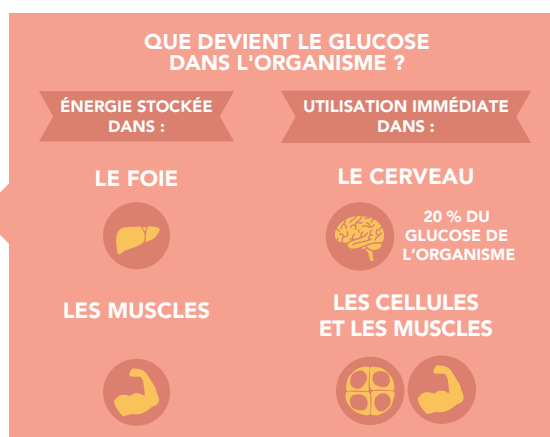 QUE DEVIENT LE GLUCOSE
DANS L'ORGANISME ?
ÉNERGIE STOCKÉE
DANS :
LE FOIE
LES MUSCLES
UTILISATION IMMÉDIATE
DANS :
LE CERVEAU
20 % DU
GLUCOSE DE
L'ORGANISME
LES CELLULES
ET LES MUSCLES